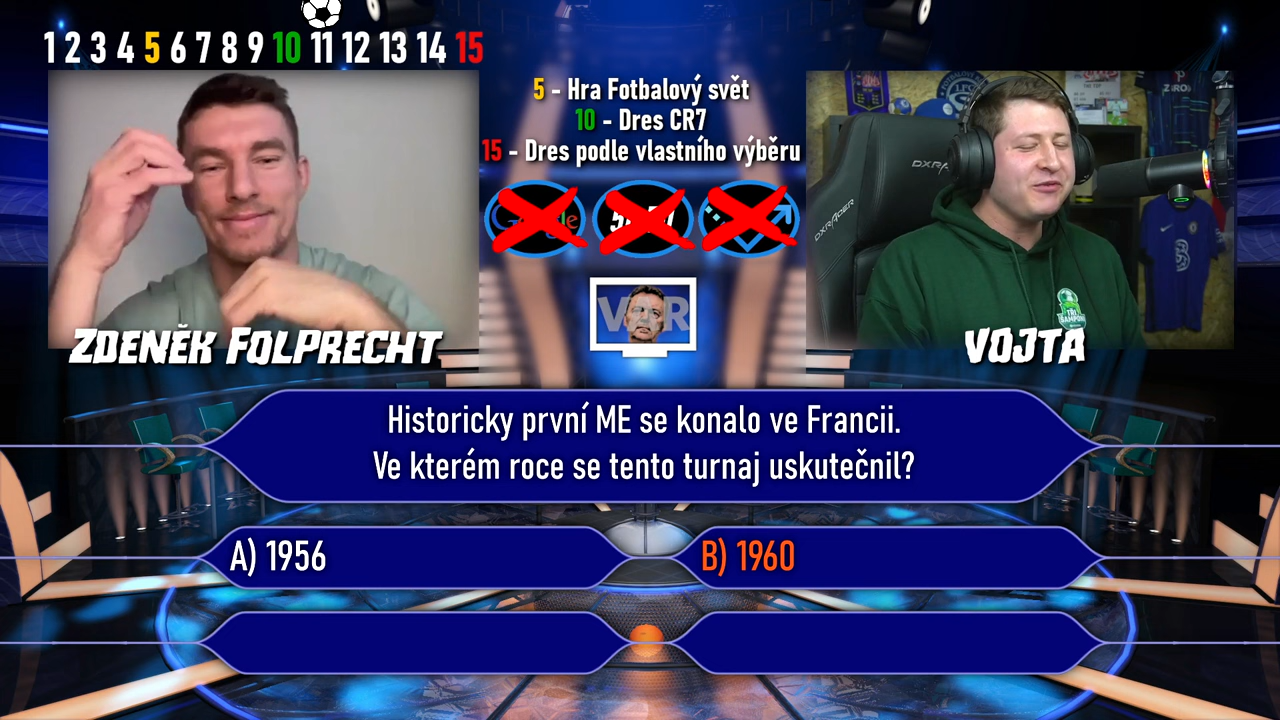 1 2 3 4 5 6 7 8 9 10 11 12 13 14 15
5 - Hra Fotbalový svět
10 - Dres CR7
15 - Dres podle vlastního výběru
DXRACER
ZDENĚK FOLPRECHT
VOJTA
Historicky první ME se konalo ve Francii.
Ve kterém roce se tento turnaj uskutečnil?
A) 1956
B) 1960